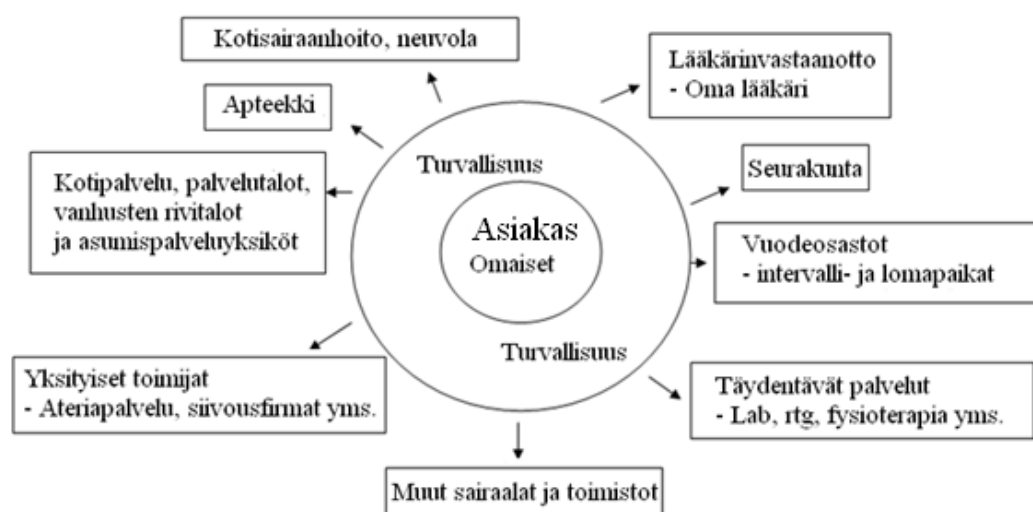 Kotisairaanhoito, neuvola
Lääkärinvastaanotto
- Oma lääkäri
Apteekki
Turvallisuus
Seurakunta
Kotipalvelu, palvelutalot,
vanhusten rivitalot
ja asumispalveluyksiköt
Asiakas
Omaiset
Vuodeosastot
- intervalli- ja lomapaikat
Turvallisuus
Yksityiset toimijat
- Ateriapalvelu, siivousfirmat yms.
Täydentävät palvelut
- Lab, rtg, fysioterapia yms.
Muut sairaalat ja toimistot